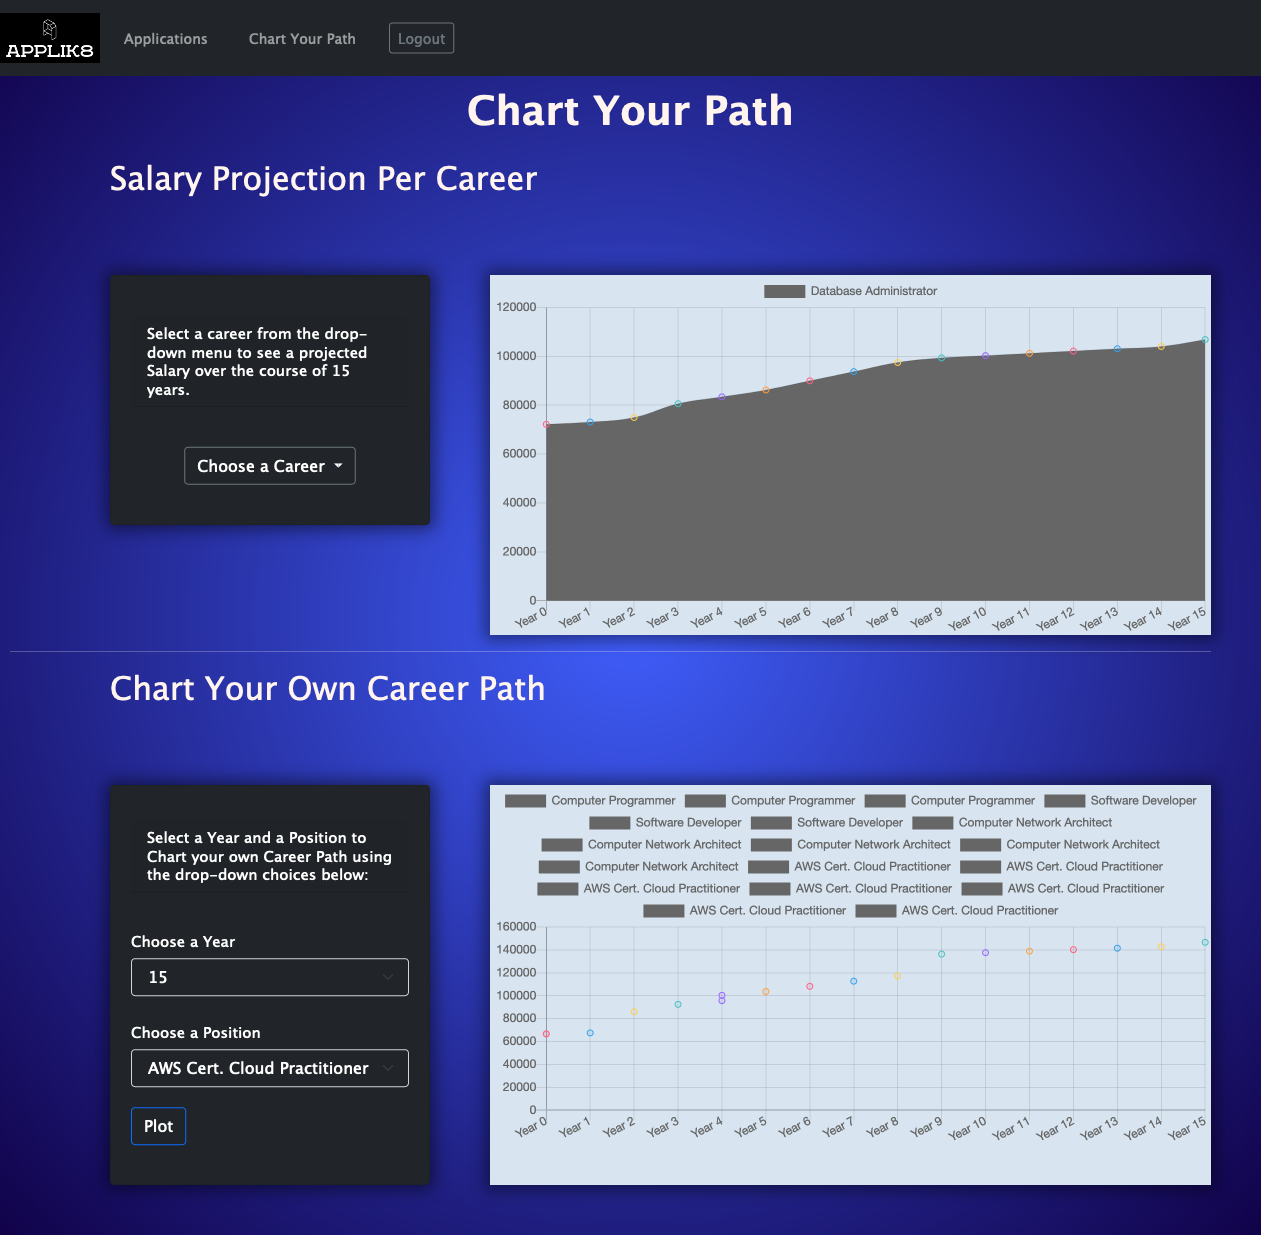 APPLIK8
Applications
Chart Your Path
Logout
Chart Your Path
Salary Projection Per Career
Select a career from the drop-
down menu to see a projected
Salary over the course of 15
years.
Choose a Career
Database Administrator
120000
100000
80000
60000
40000
20000
0
Year 0
Year 1
Year 2
Year 3
Year 4
Year 5
Year 6
Year 7
Year 8
Year 9
Year 10
Year 11
Year 12
Year 13
Year 14
Year 15
Chart Your Own Career Path
Select a Year and a Position to
Chart your own Career Path using
the drop-down choices below:
Choose a Year
15
Choose a Position
AWS Cert. Cloud Practitioner
Plot
Computer Programmer Computer Programmer Computer Programmer Software Developer
Software Developer Software Developer Computer Network Architect
Computer Network Architect Computer Network Architect Computer Network Architect
Computer Network Architect AWS Cert. Cloud Practitioner AWS Cert. Cloud Practitioner
AWS Cert. Cloud Practitioner AWS Cert. Cloud Practitioner AWS Cert. Cloud Practitioner
AWS Cert. Cloud Practitioner AWS Cert. Cloud Practitioner
160000
140000
120000
100000
80000
60000
40000
20000
0
Year 0
Year 1
Year 2
Year 3
Year 4
Year 5
Year 6
Year 7
Year 8
Year 9
Year 10
Year 11
Year 12
Year 13
Year 14
Year 15